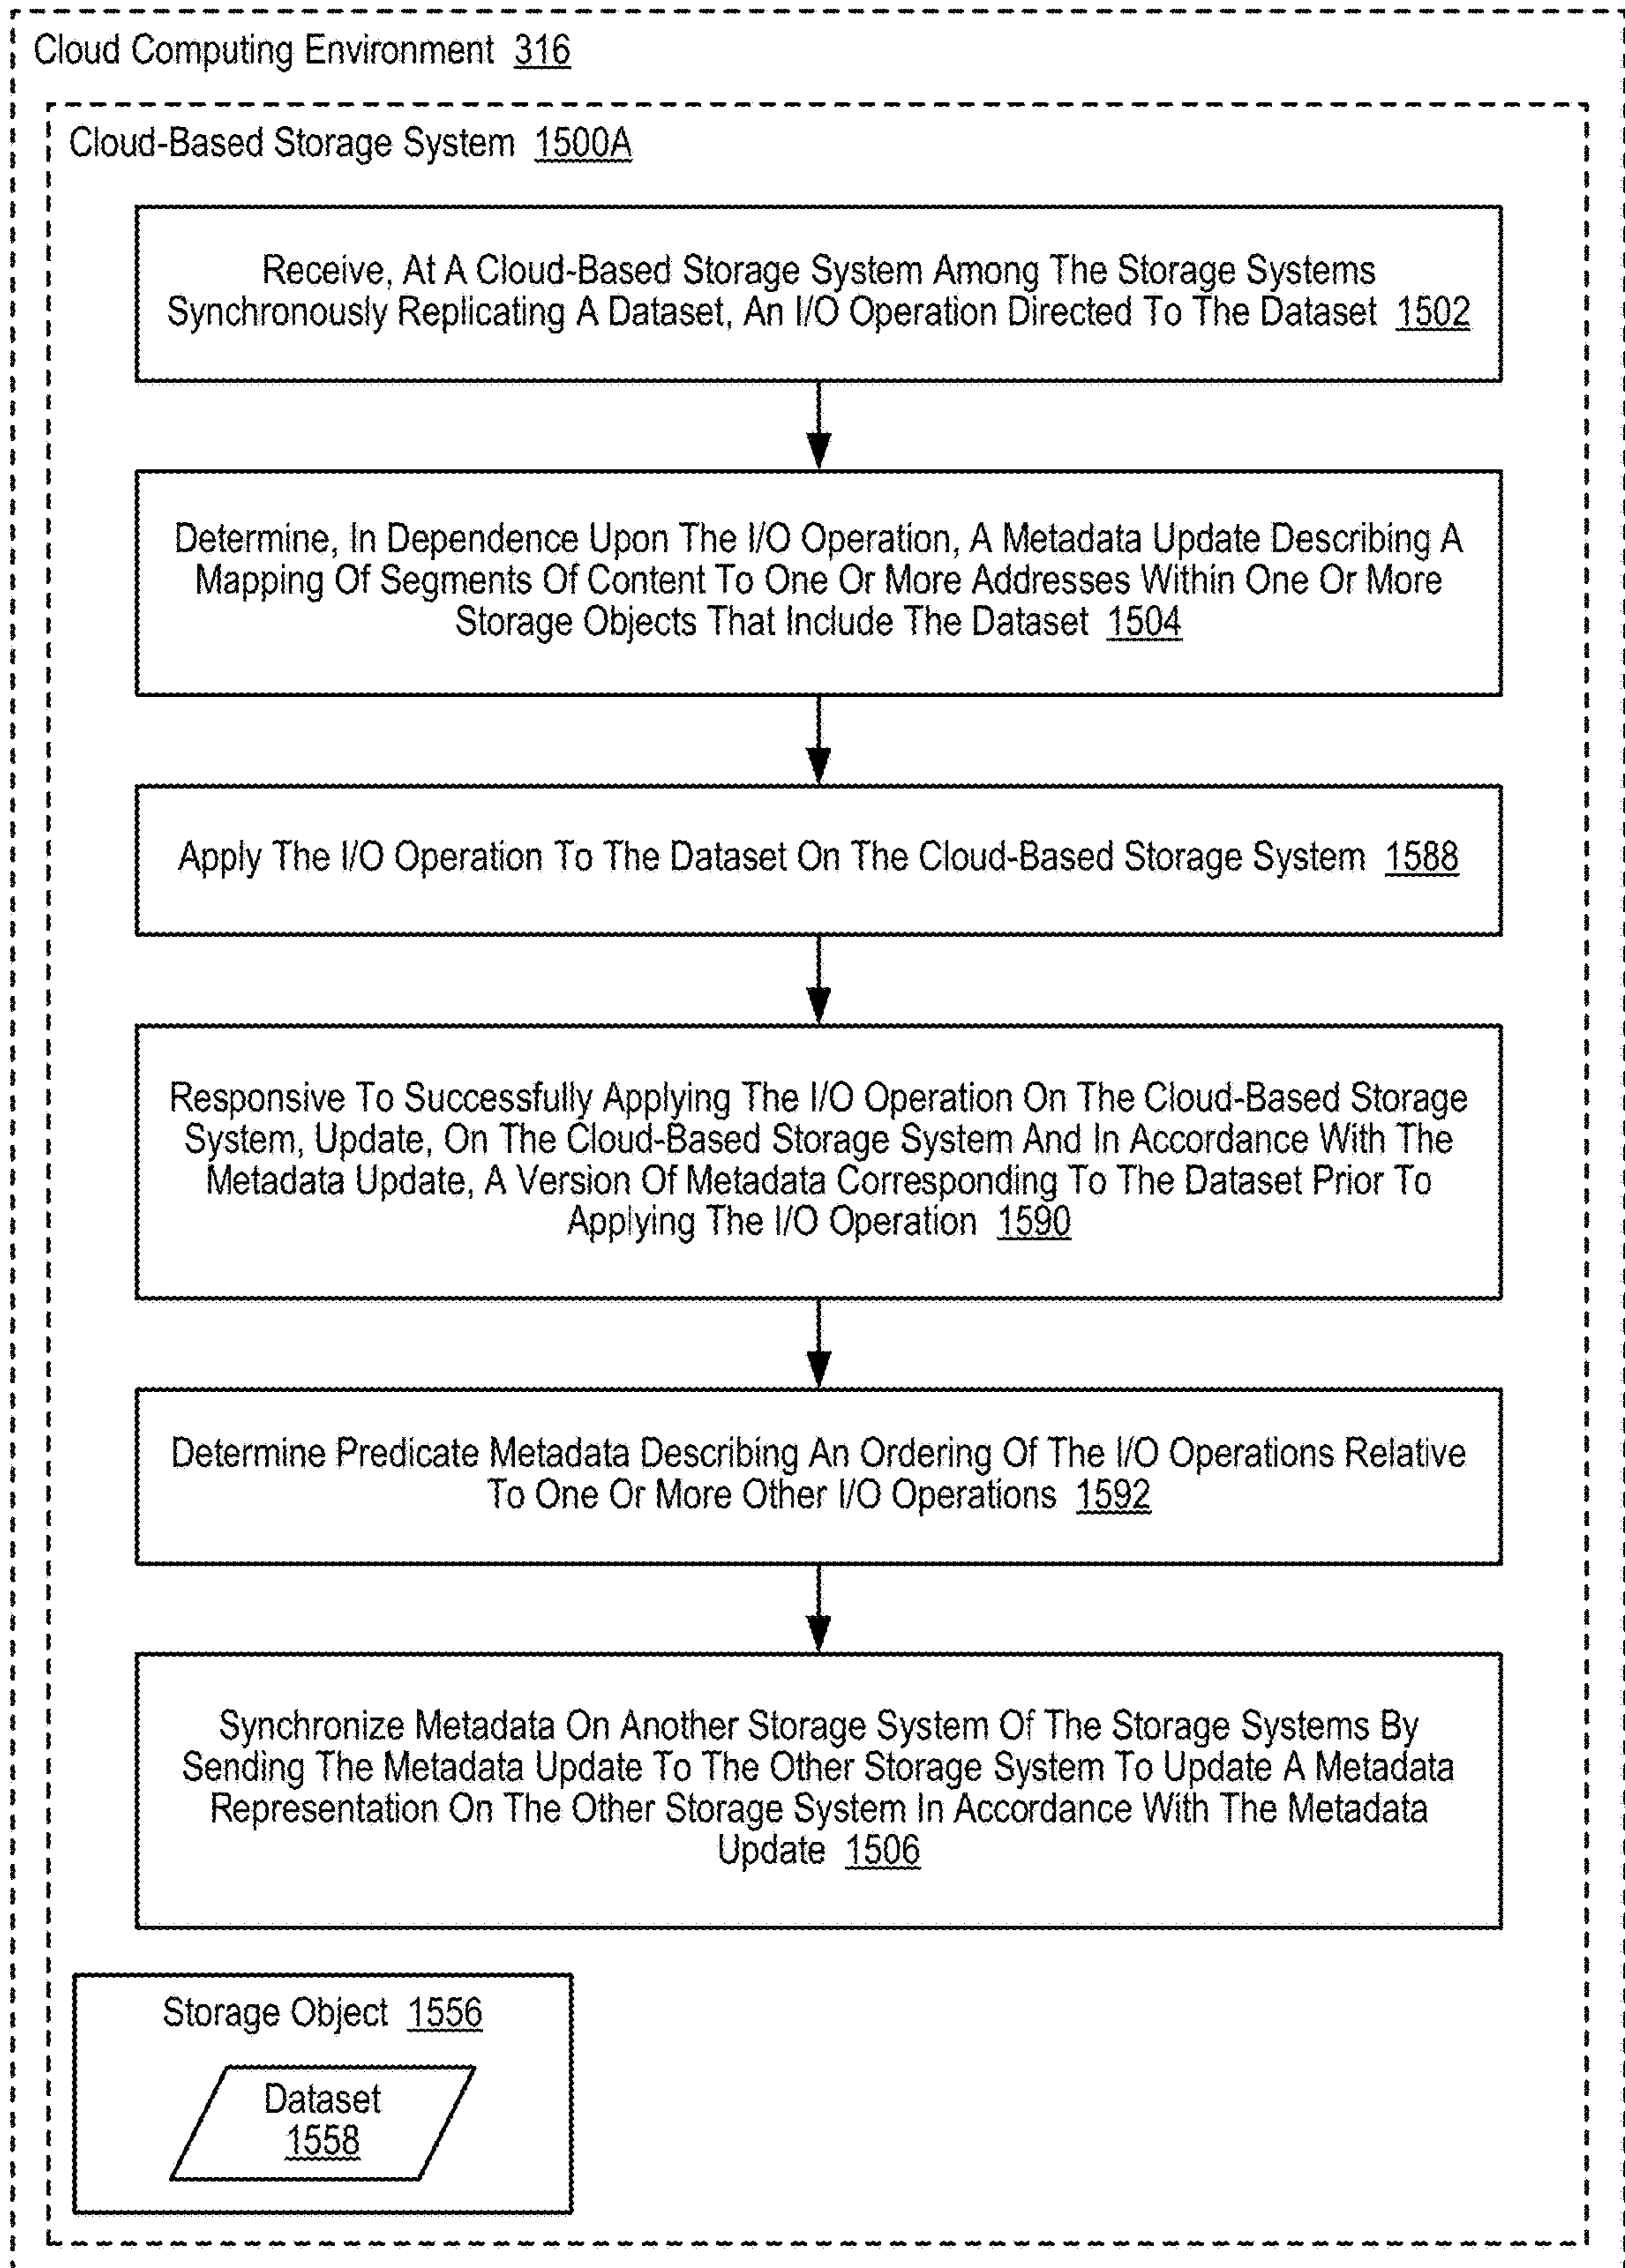 Cloud Computing Environment 316
Cloud-Based Storage System 1500A
Receive, At A Cloud-Based Storage System Among The Storage Systems
Synchronously Replicating A Dataset, An I/O Operation Directed To The Dataset 1502
Determine, In Dependence Upon The I/O Operation, A Metadata Update Describing A
Mapping Of Segments Of Content To One Or More Addresses Within One Or More
Storage Objects That Include The Dataset 1504
Apply The I/O Operation To The Dataset On The Cloud-Based Storage System 1588
Responsive To Successfully Applying The I/O Operation On The Cloud-Based Storage
System, Update, On The Cloud-Based Storage System And In Accordance With The
Metadata Update, A Version Of Metadata Corresponding To The Dataset Prior To
Applying The I/O Operation 1590
Determine Predicate Metadata Describing An Ordering Of The I/O Operations Relative
To One Or More Other I/O Operations 1592
Synchronize Metadata On Another Storage System Of The Storage Systems By
Sending The Metadata Update To The Other Storage System To Update A Metadata
Representation On The Other Storage System In Accordance With The Metadata
Update 1506
Storage Object 1556
Dataset
1558